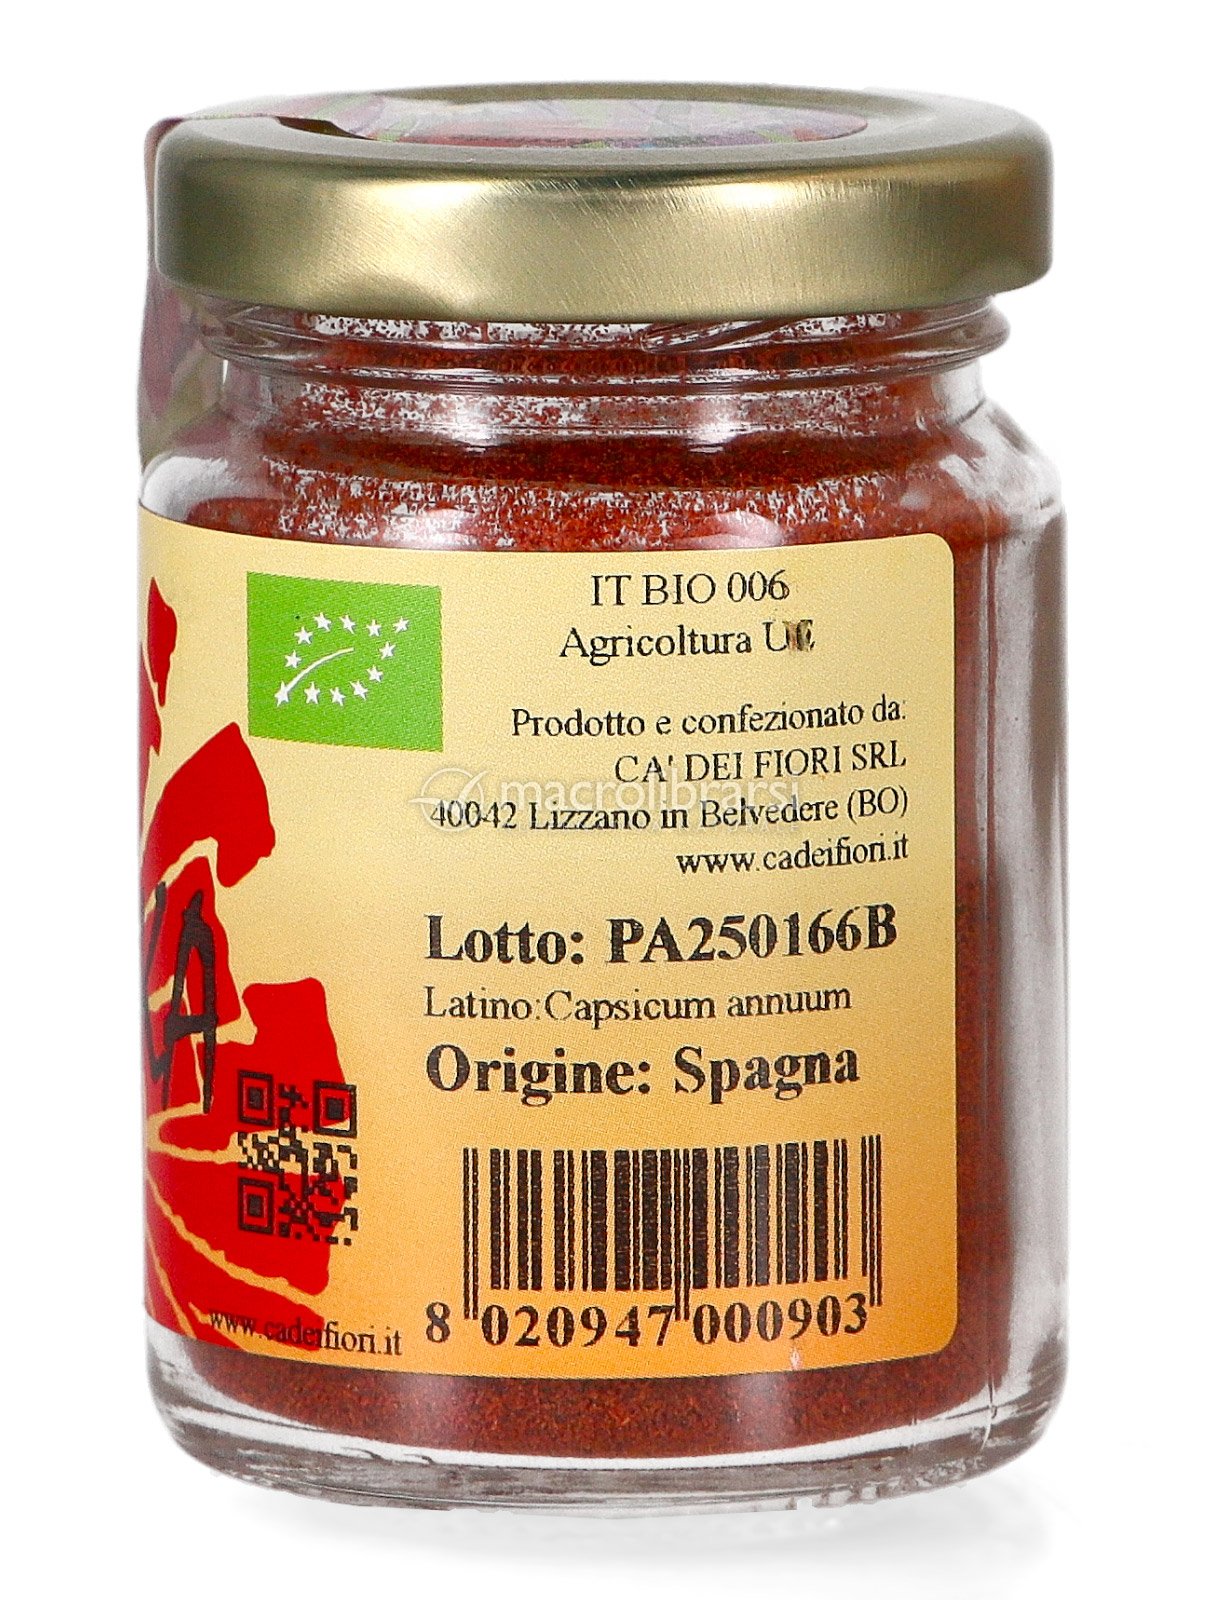 IT BIO 006
Agricoltura UE
Prodotto e confezionato da:
CA' DEI FIORI SRL
macrolibrarsi
40042 Lizzano in Belvedere (BO)
www.cadeifiori.it
Lotto: PA250166B
Latino:Capsicum annuum
Origine: Spagna
www.cadeifiori.it
8 020947 000903